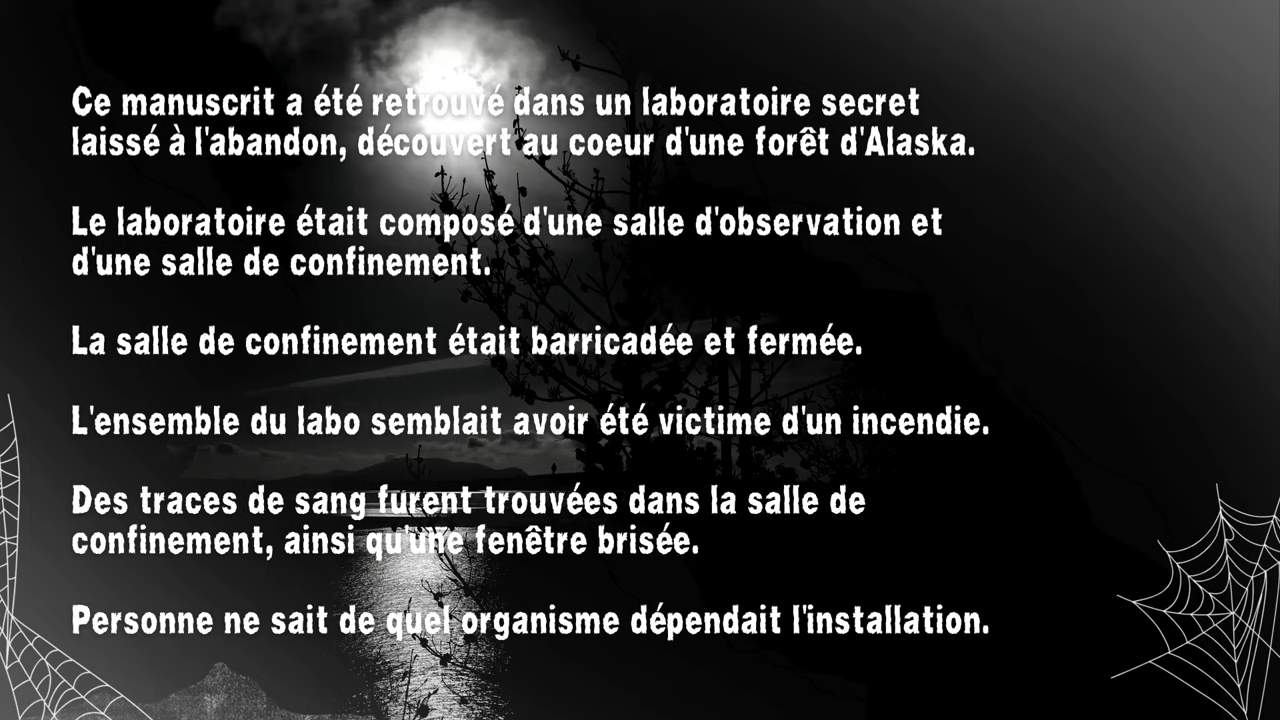 Ce manuscrit a été retrouvé dans un laboratoire secret
laissé à l'abandon, découvert au coeur d'une forêt d'Alaska.
Le laboratoire était composé d'une salle d'observation et
d'une salle de confinement.
La salle de confinement était barricadée et fermée.
L'ensemble du labo semblait avoir été victime d'un incendie.
Des traces de sang furent trouvées dans la salle de
confinement, ainsi qu'une fenêtre brisée.
Personne ne sait de quel organisme dépendait l'installation.